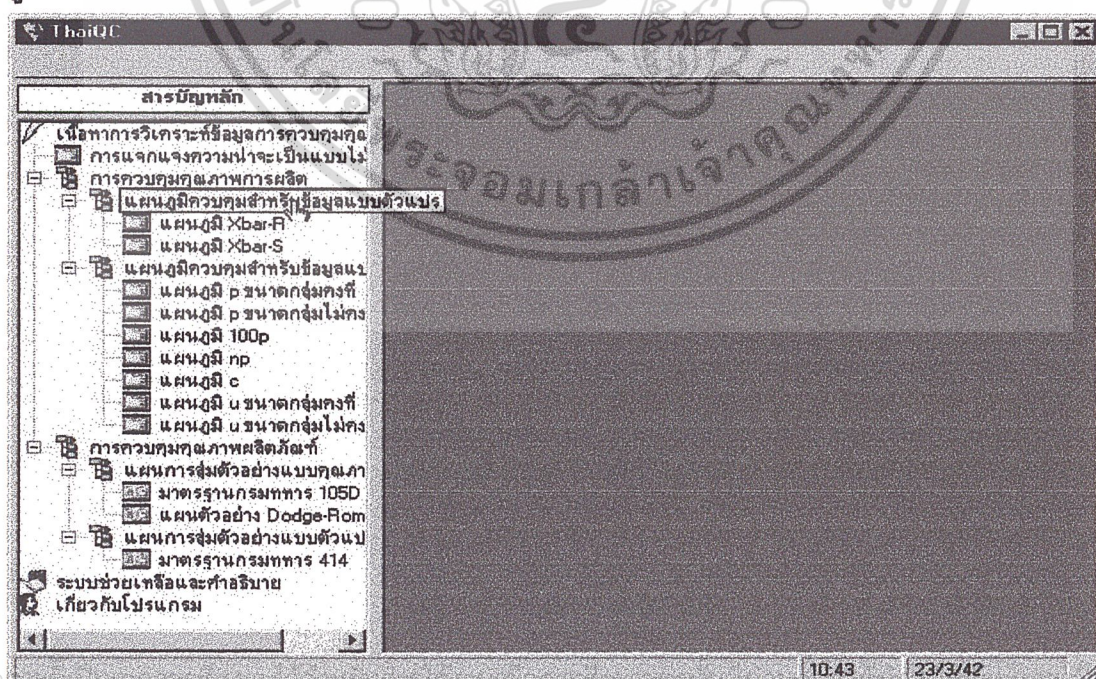 ThaiQC
สารบัญหลัก
เนื้อหาการวิเคราะห์ข้อมูลการควบคุมคุณ
การแจกแจงความน่าจะเป็นแบบไม
การควบคุมคุณภาพการผลิต
แผนภูมิควบคุมสำหรับข้อมูลแบบตัวแปร
แผนภูมิ Xbar-R
แผนภูมิ Xbar-S
แผนภูมิควบคุมสำหรับข้อมูลแบ
แผนภูมิ p ขนาดกลุ่มคงที่
แผนภูมิ p ขนาดกลุ่มไม่คง
แผนภูมิ 100p
แผนภูมิ np
แผนภูมิ c
แผนภูมิ u ขนาดกลุ่มคงที่
แผนภูมิ u ขนาดกลุ่มไม่คง
การควบคุมคุณภาพผลิตภัณฑ์
แผนการสุ่มตัวอย่างแบบคุณภา
มาตรฐานกรมทหาร 105D
แผนตัวอย่าง Dodge-Rom
แผนการสุ่มตัวอย่างแบบตัวแป
มาตรฐานกรมทหาร 414
ระบบช่วยเหลือและคำอธิบาย
เกี่ยวกับโปรแกรม
10:43 23/3/42
พระจอมเกล้าเจ้าคุณทหาร